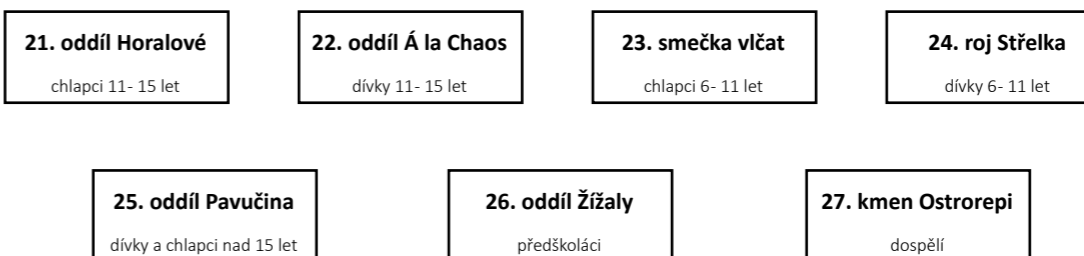 21. oddíl Horalové
chlapci 11- 15 let
22. oddíl Á la Chaos
dívky 11- 15 let
23. smečka vlčat
chlapci 6- 11 let
24. roj Střelka
dívky 6- 11 let
25. oddíl Pavučina
dívky a chlapci nad 15 let
26. oddíl Žížaly
předškoláci
27. kmen Ostrorepi
dospělí